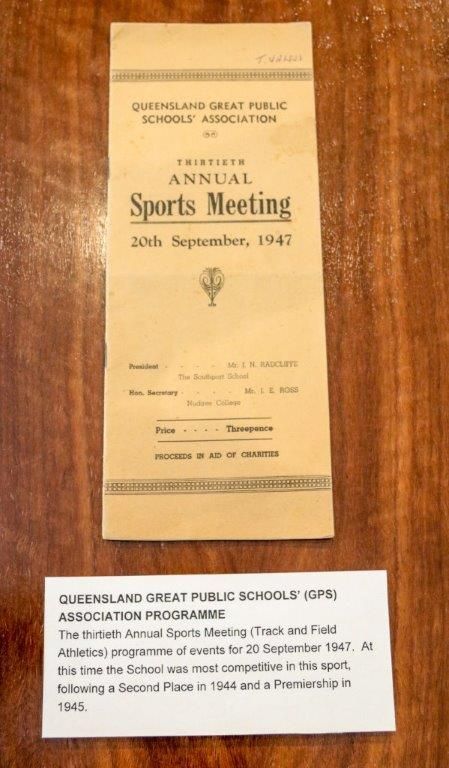 QUEENSLAND GREAT PUBLIC
SCHOOLS' ASSOCIATION
THIRTIETH
ANNUAL
Sports Meeting
20th September, 1947
President - - - - Mr. J. N. RADCLIFFE
The Southport School
Hon. Secretary - - - - Mr. J. E. ROSS
Nudgee College
Price - - - - Threepence
PROCEEDS IN AID OF CHARITIES
QUEENSLAND GREAT PUBLIC SCHOOLS' (GPS)
ASSOCIATION PROGRAMME
The thirtieth Annual Sports Meeting (Track and Field
Athletics) programme of events for 20 September 1947. At
this time the School was most competitive in this sport,
following a Second Place in 1944 and a Premiership in
1945.